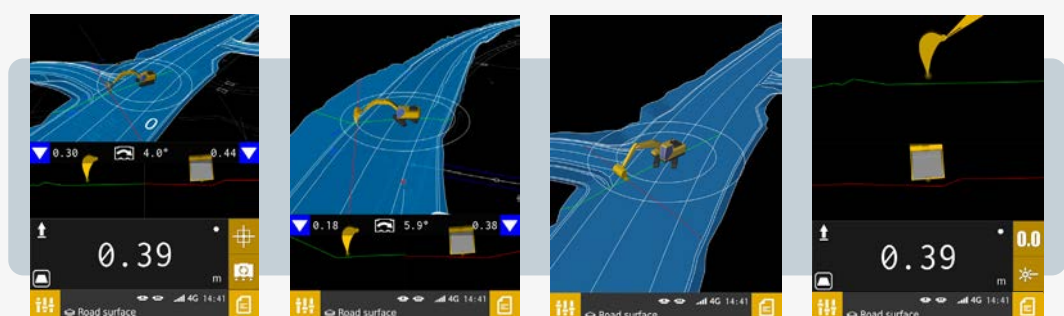 0.30 4.0° 0.44
0.39
m
4G 14:41
Road surface
0.18 5.9° 0.38
4G 14:41
Road surface
4G 14:41
Road surface
0.39
m
0.0
4G 14:41
Road surface